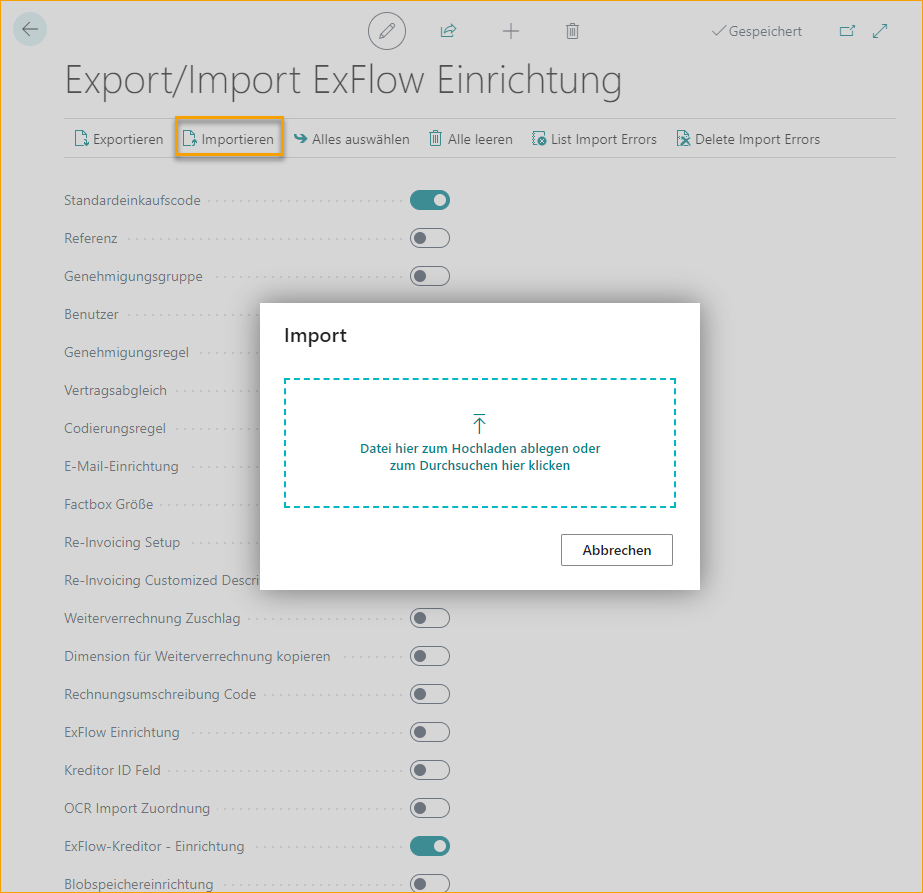 Gespeichert
Export/Import ExFlow Einrichtung
Exportieren Importieren Alles auswählen Alle leeren List Import Errors Delete Import Errors
Standardeinkaufscode
Referenz
Genehmigungsgruppe
Benutzer
Genehmigungsregel
Vertragsabgleich
Codierungsregel
E-Mail-Einrichtung
Factbox Größe
Re-Invoicing Setup
Re-Invoicing Customized Descri
Import
Datei hier zum Hochladen ablegen oder
zum Durchsuchen hier klicken
Abbrechen
Weiterverrechnung Zuschlag
Dimension für Weiterverrechnung kopieren
Rechnungsumschreibung Code
ExFlow Einrichtung
Kreditor ID Feld
OCR Import Zuordnung
ExFlow-Kreditor - Einrichtung
Blobspeichereinrichtung